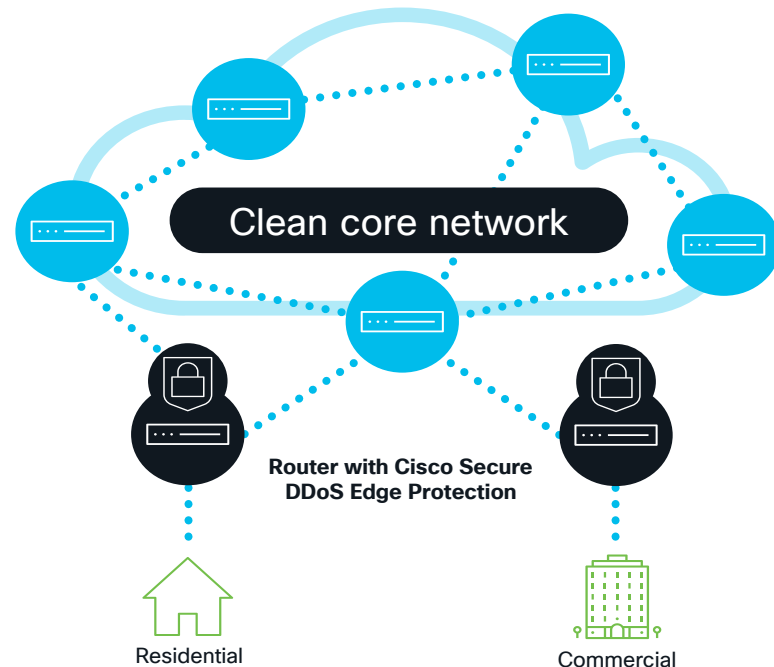 Clean core network
Router with Cisco Secure
DDoS Edge Protection
Residential
Commercial